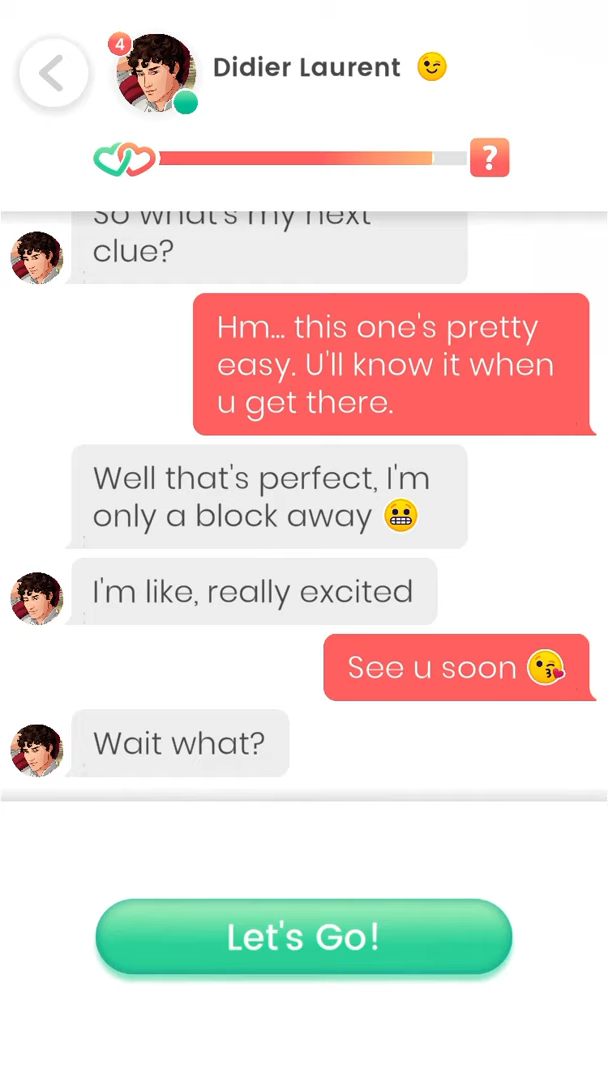 4
Didier Laurent 😉
?
So what's my next
clue?
Hm... this one's pretty
easy. U'll know it when
u get there.
Well that's perfect, I'm
only a block away 😬
I'm like, really excited
See u soon 😘
Wait what?
Let's Go!